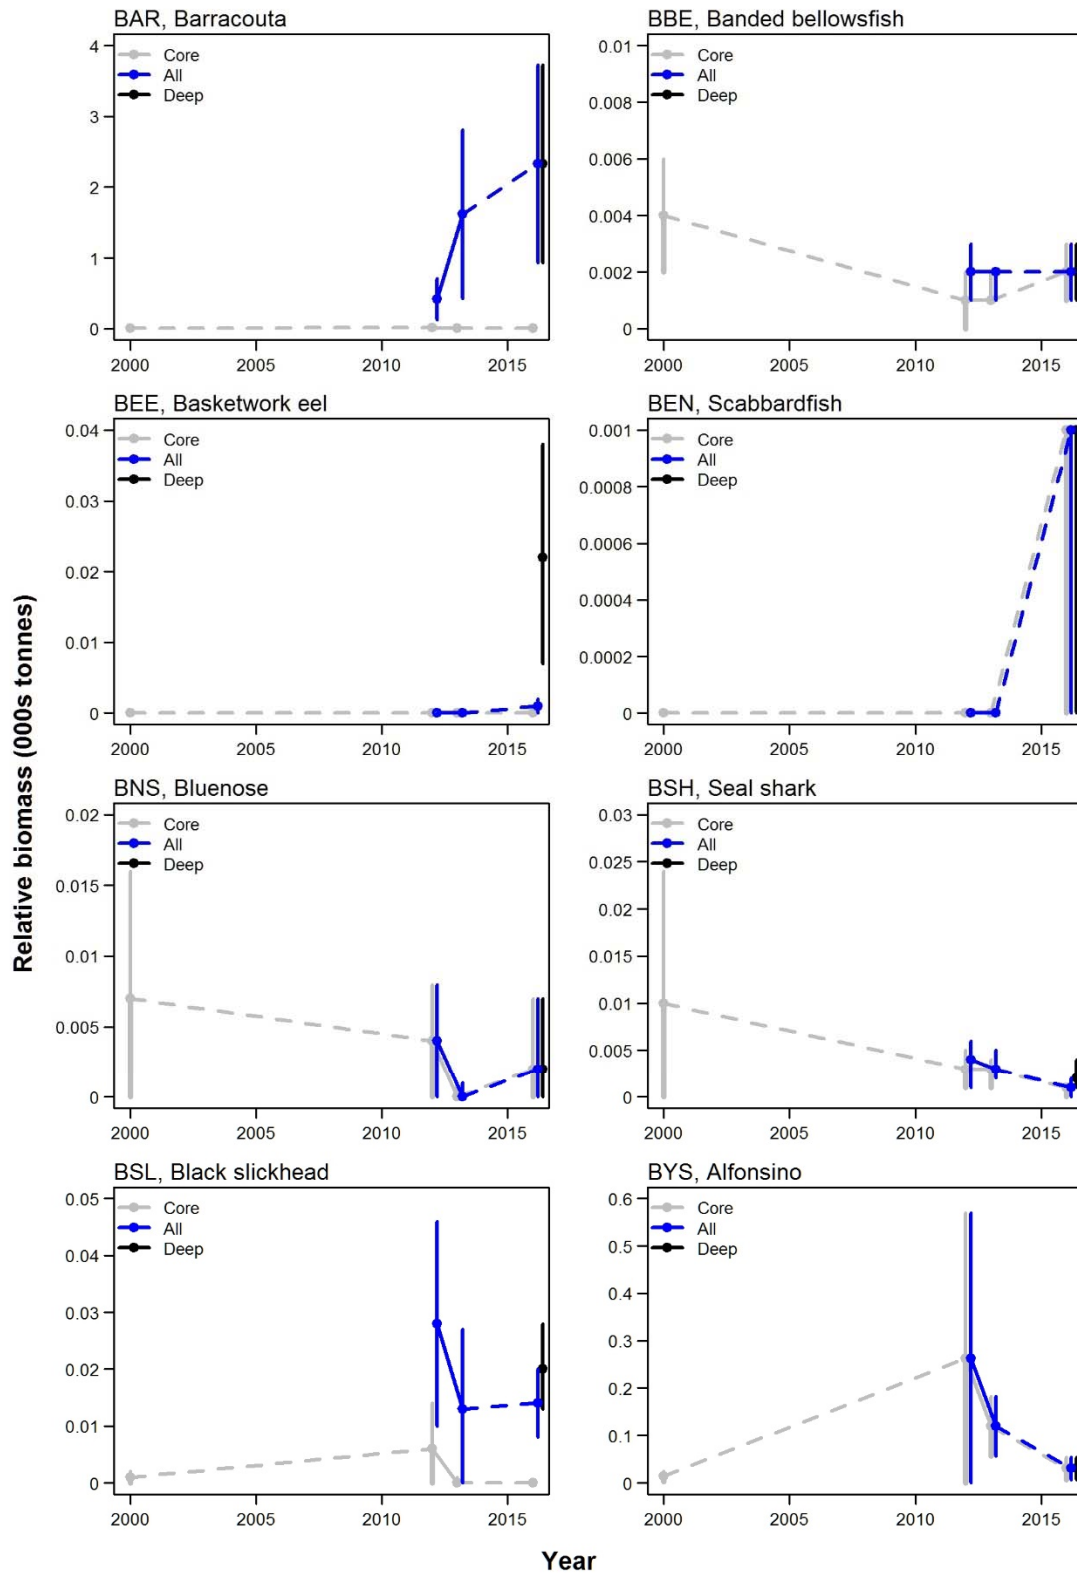 BAR, Barracouta
Core
All
Deep
4
3
2
1
0
2000 2005 2010 2015
BBE, Banded bellowsfish
Core
All
Deep
0.01
0.008
0.006
0.004
0.002
0
2000 2005 2010 2015
BEE, Basketwork eel
Core
All
Deep
0.04
0.03
0.02
0.01
0
2000 2005 2010 2015
BEN, Scabbardfish
Core
All
Deep
0.001
0.0008
0.0006
0.0004
0.0002
0
2000 2005 2010 2015
BNS, Bluenose
Core
All
Deep
0.02
0.015
0.01
0.005
0
2000 2005 2010 2015
BSH, Seal shark
Core
All
Deep
0.03
0.025
0.02
0.015
0.01
0.005
0
2000 2005 2010 2015
BSL, Black slickhead
Core
All
Deep
0.05
0.04
0.03
0.02
0.01
0
2000 2005 2010 2015
BYS, Alfonsino
Core
All
Deep
0.6
0.5
0.4
0.3
0.2
0.1
0
2000 2005 2010 2015
Relative biomass (000s tonnes)
Year